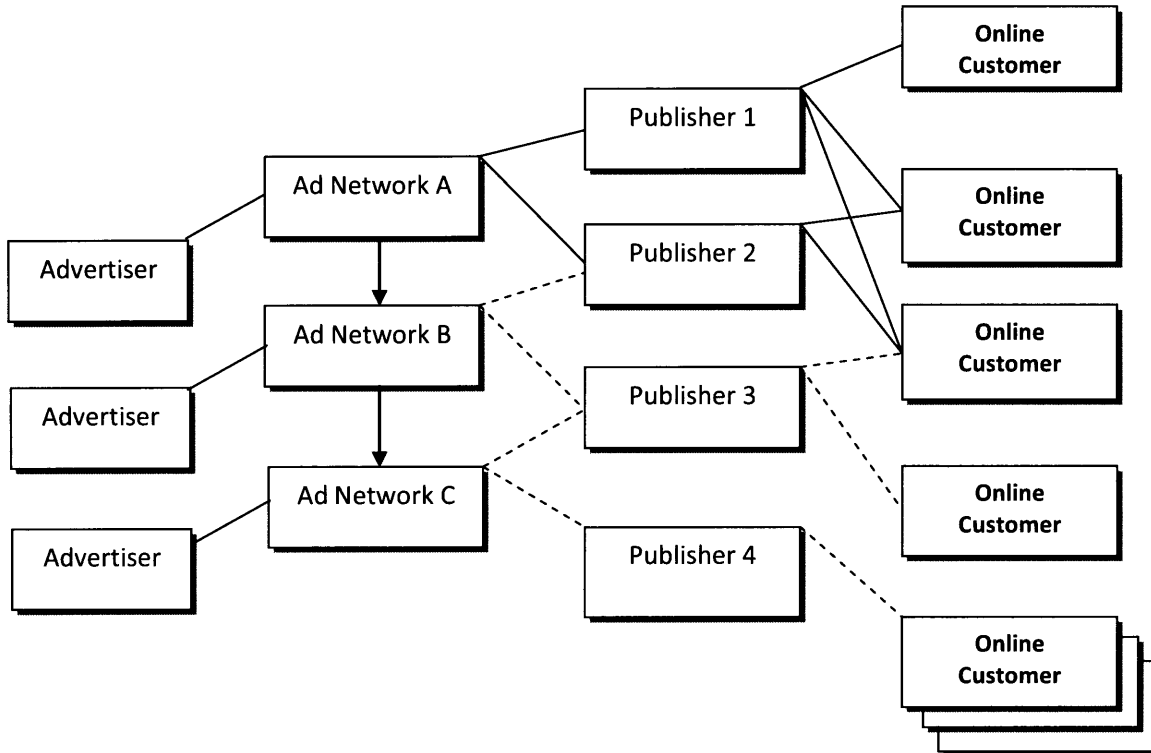 Advertiser
Advertiser
Advertiser
Ad Network A
Ad Network B
Ad Network C
Publisher 1
Publisher 2
Publisher 3
Publisher 4
Online
Customer
Online
Customer
Online
Customer
Online
Customer
Online
Customer